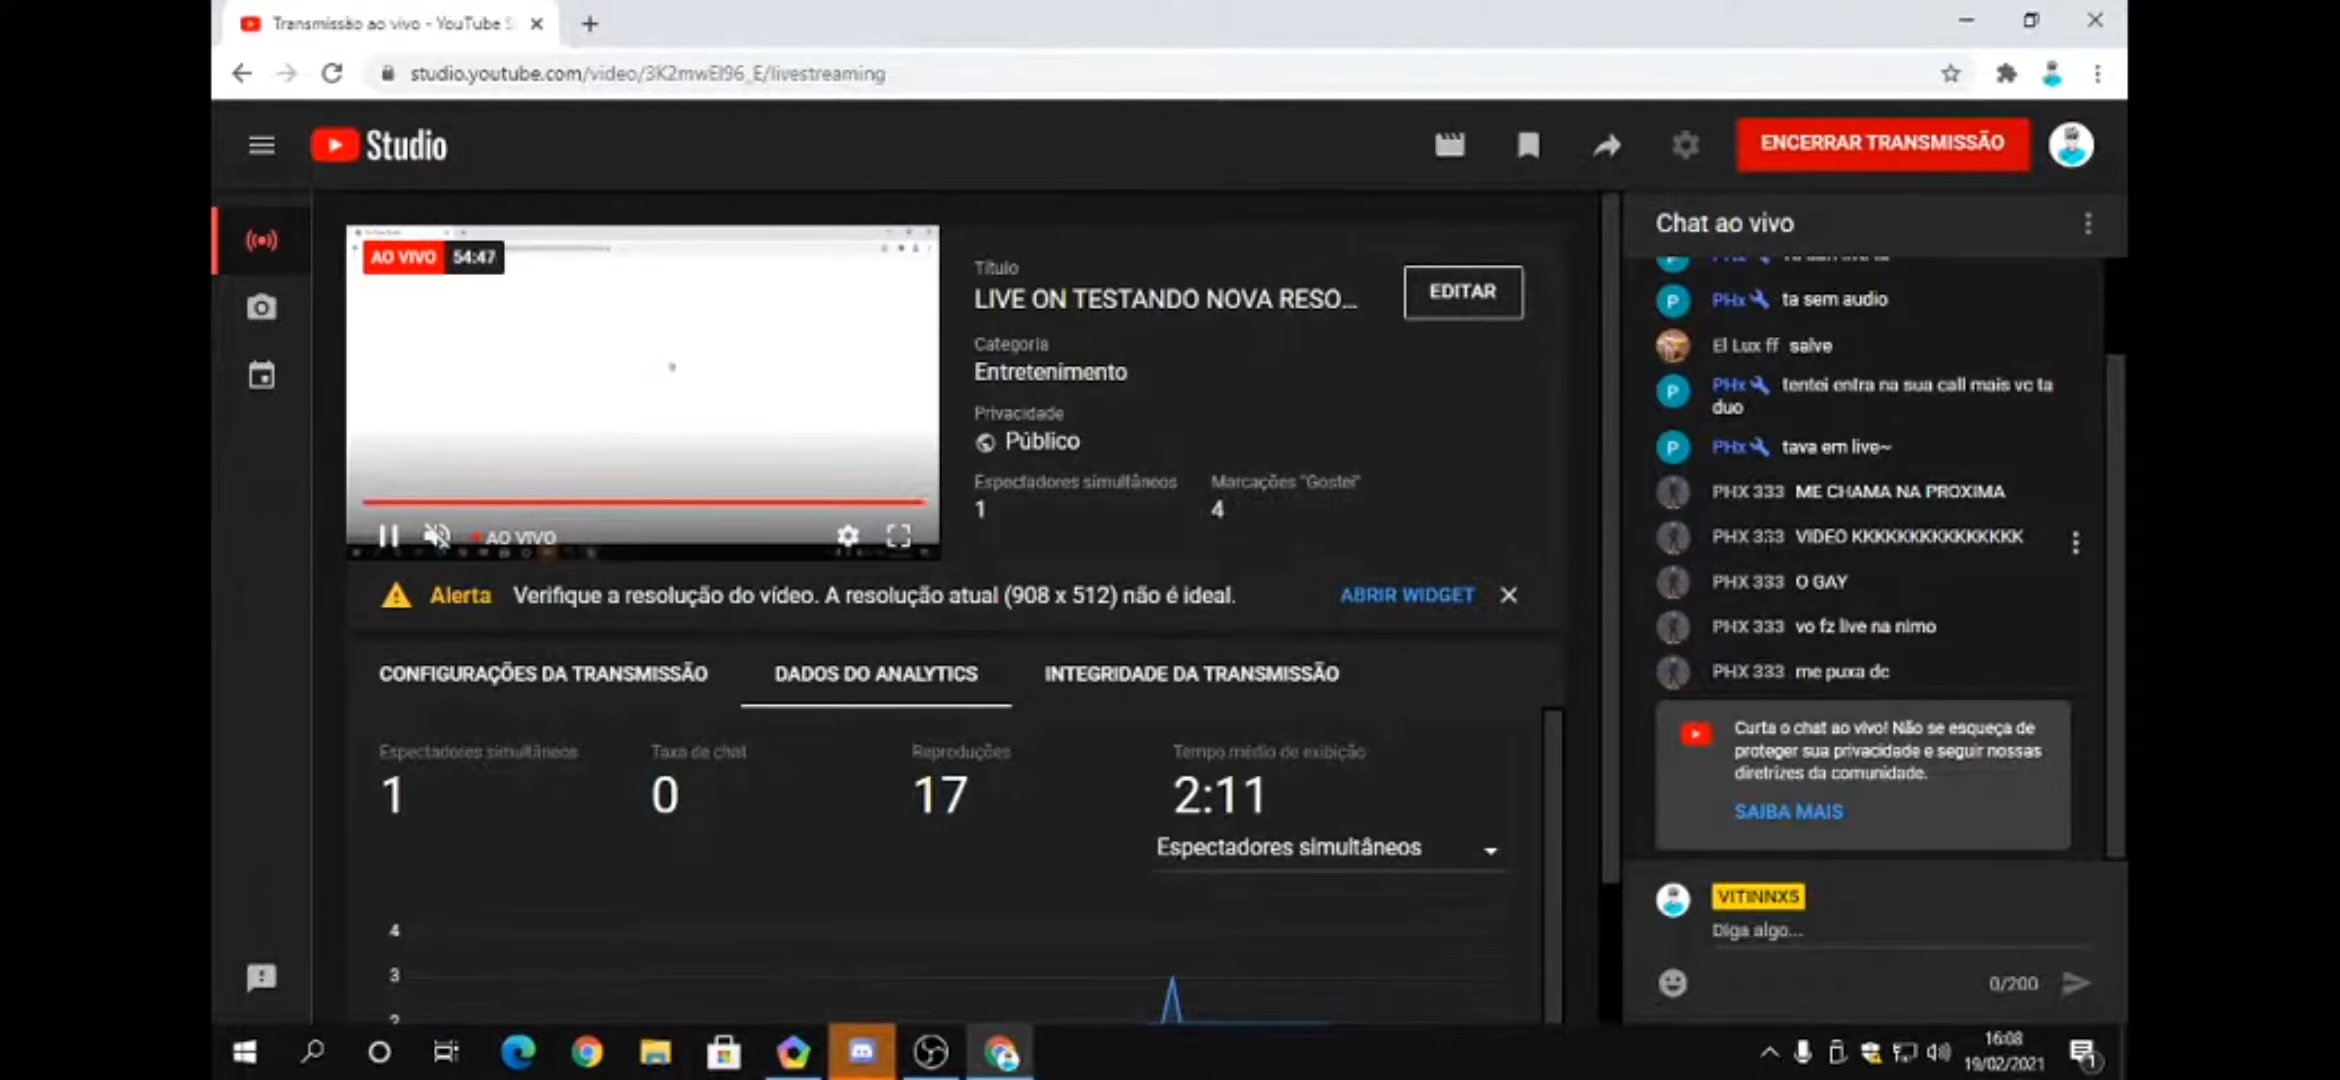 Transmissão ao vivo - YouTube S
studio.youtube.com/video/3K2mwEI96_E/livestreaming
Studio
ENCERRAR TRANSMISSÃO
AO VIVO 54:47
AO VIVO
Título
LIVE ON TESTANDO NOVA RESO...
EDITAR
Categoria
Entretenimento
Privacidade
Público
Espectadores simultâneos
1
Marcações "Gostei"
4
Alerta Verifique a resolução do vídeo. A resolução atual (908 x 512) não é ideal. ABRIR WIDGET
CONFIGURAÇÕES DA TRANSMISSÃO
DADOS DO ANALYTICS
INTEGRIDADE DA TRANSMISSÃO
Espectadores simultâneos
1
Taxa de chat
0
Reproduções
17
Tempo médio de exibição
2:11
Espectadores simultâneos
4
3
2
Chat ao vivo
P PHx ta sem audio
El Lux ff salve
P PHx tentei entra na sua call mais vc ta
duo
P PHx tava em live~
PHX 333 ME CHAMA NA PROXIMA
PHX 333 VIDEO KKKKKKKKKKKKKKK
PHX 333 O GAY
PHX 333 vo fz live na nimo
PHX 333 me puxa dc
Curta o chat ao vivo! Não se esqueça de
proteger sua privacidade e seguir nossas
diretrizes da comunidade.
SAIBA MAIS
VITINNX5
Diga algo...
0/200
16:08
19/02/2021
1